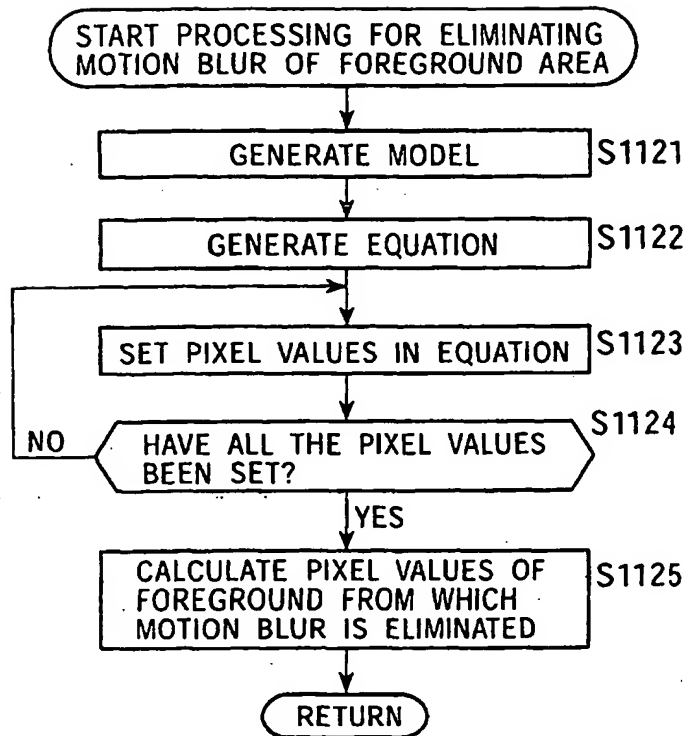 START PROCESSING FOR ELIMINATING
MOTION BLUR OF FOREGROUND AREA
GENERATE MODEL
S1121
GENERATE EQUATION
S1122
SET PIXEL VALUES IN EQUATION
S1123
HAVE ALL THE PIXEL VALUES
BEEN SET?
S1124
NO
YES
CALCULATE PIXEL VALUES OF
FOREGROUND FROM WHICH
MOTION BLUR IS ELIMINATED
S1125
RETURN